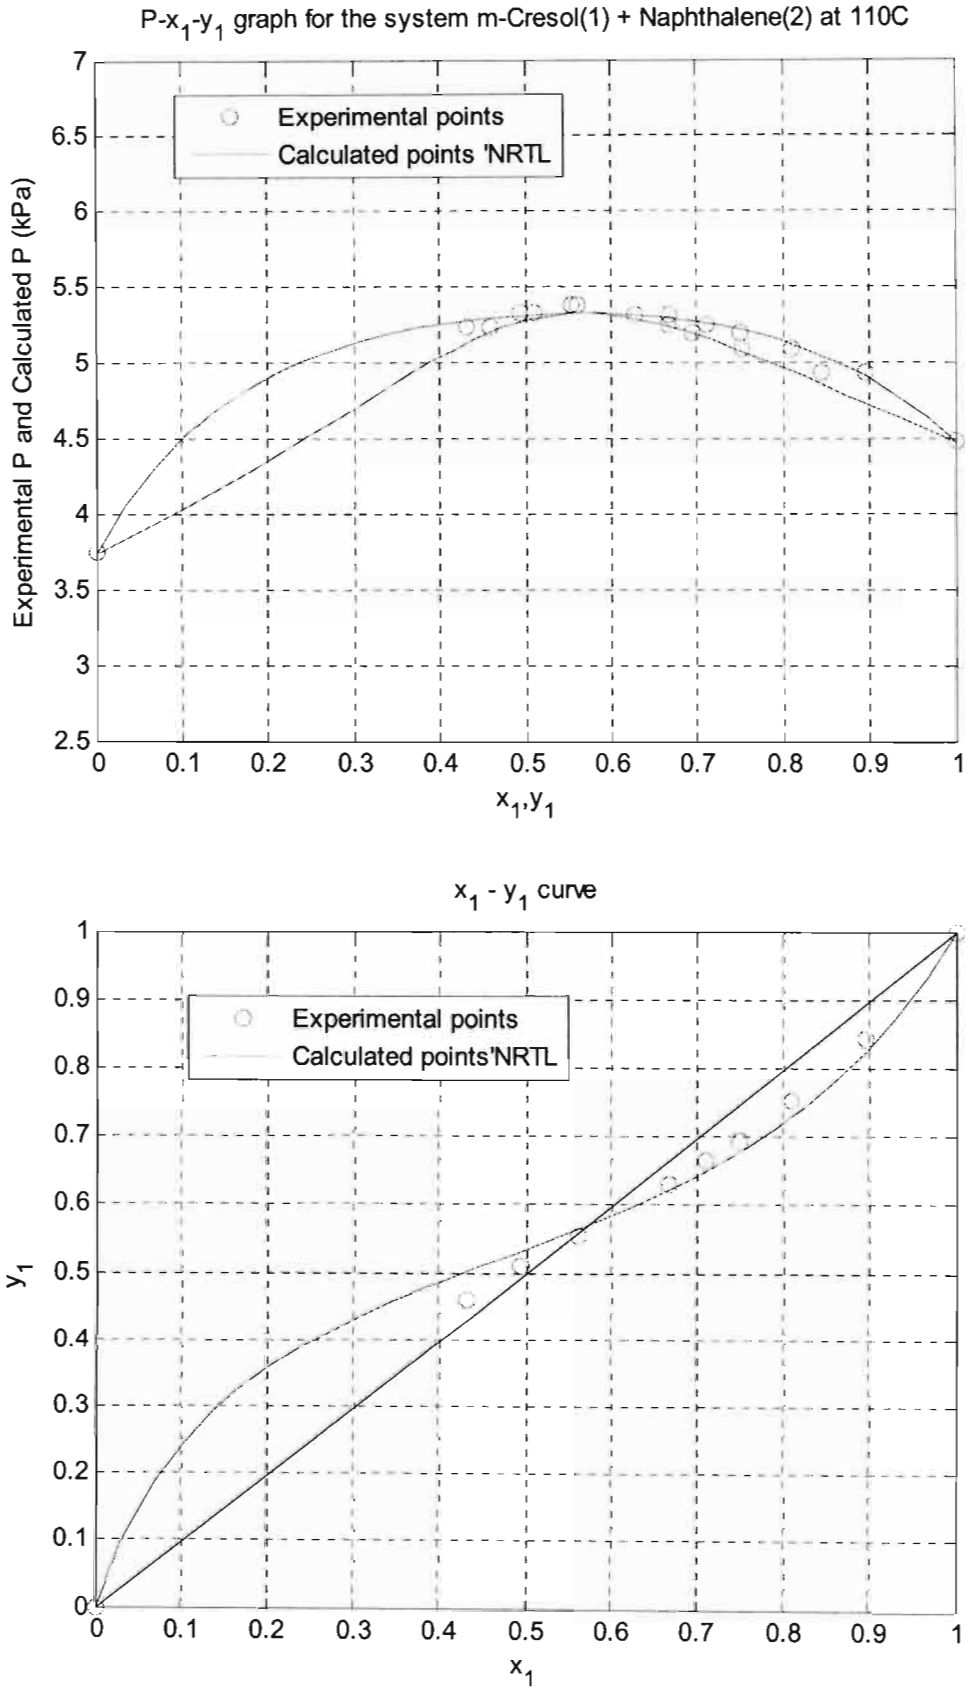 P-x1-y1 graph for the system m-Cresol(1) + Naphthalene(2) at 110C
7
6.5
6
5.5
5
4.5
4
3.5
3
2.5
Experimental P and Calculated P (kPa)
Experimental points
Calculated points 'NRTL
0 0.1 0.2 0.3 0.4 0.5 0.6 0.7 0.8 0.9 1
x1,y1
x1 - y1 curve
1
0.9
0.8
0.7
0.6
0.5
0.4
0.3
0.2
0.1
0
y1
Experimental points
Calculated points'NRTL
0 0.1 0.2 0.3 0.4 0.5 0.6 0.7 0.8 0.9 1
x1